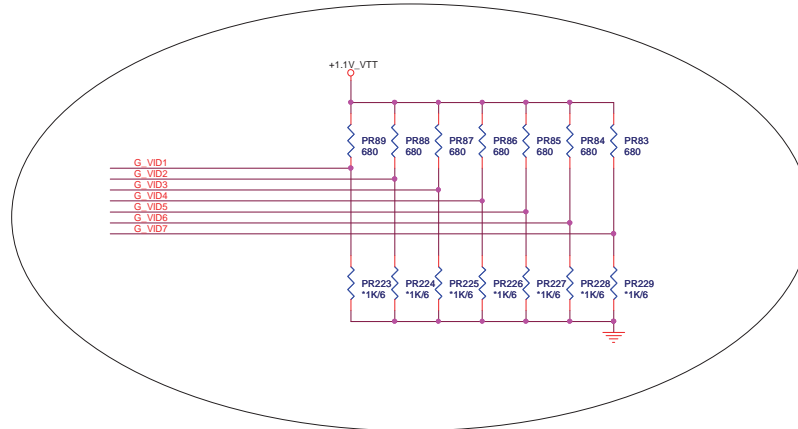 +1.1V_VTT
PR89 PR88 PR87 PR86 PR85 PR84 PR83
680 680 680 680 680 680 680
G_VID1
G_VID2
G_VID3
G_VID4
G_VID5
G_VID6
G_VID7
PR223 PR224 PR225 PR226 PR227 PR228 PR229
*1K/6 *1K/6 *1K/6 *1K/6 *1K/6 *1K/6 *1K/6